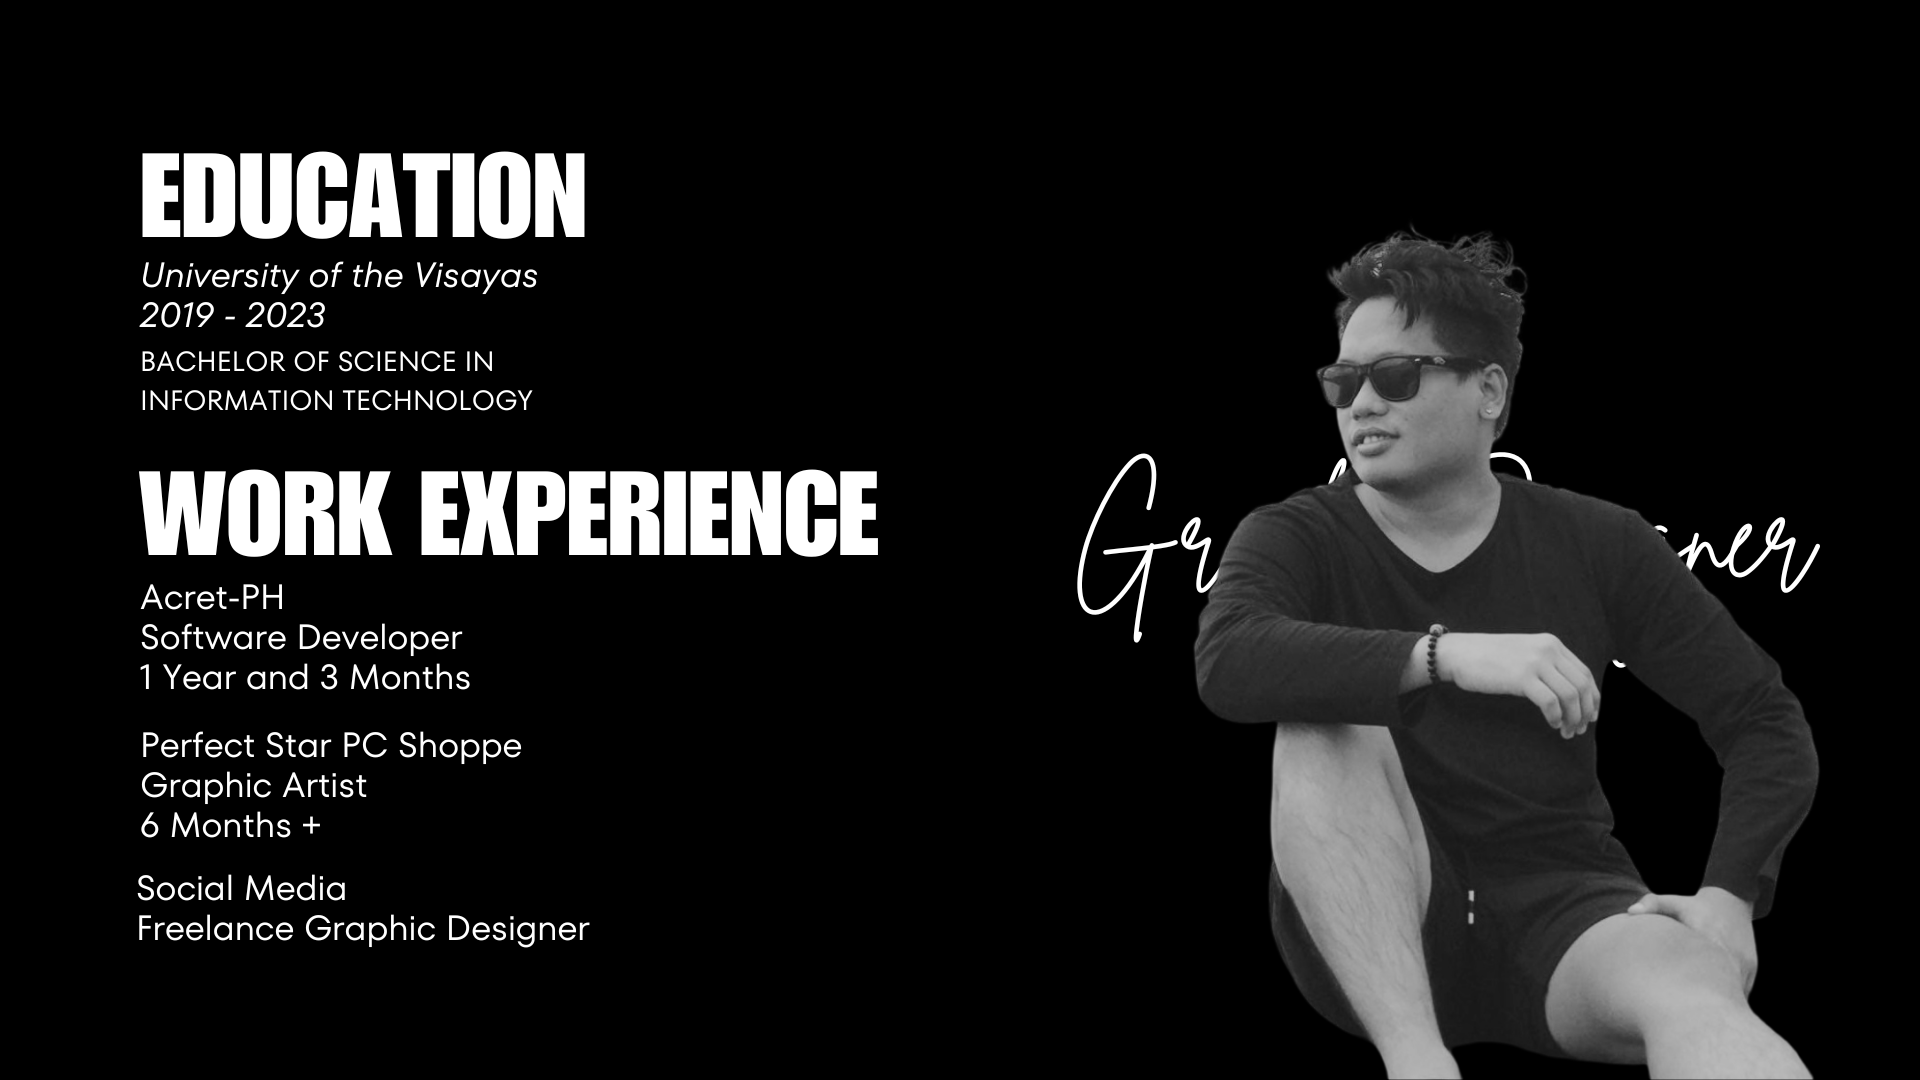 EDUCATION
University of the Visayas
2019 - 2023
BACHELOR OF SCIENCE IN
INFORMATION TECHNOLOGY
WORK EXPERIENCE
Acret-PH
Software Developer
1 Year and 3 Months
Perfect Star PC Shoppe
Graphic Artist
6 Months +
Social Media
Freelance Graphic Designer